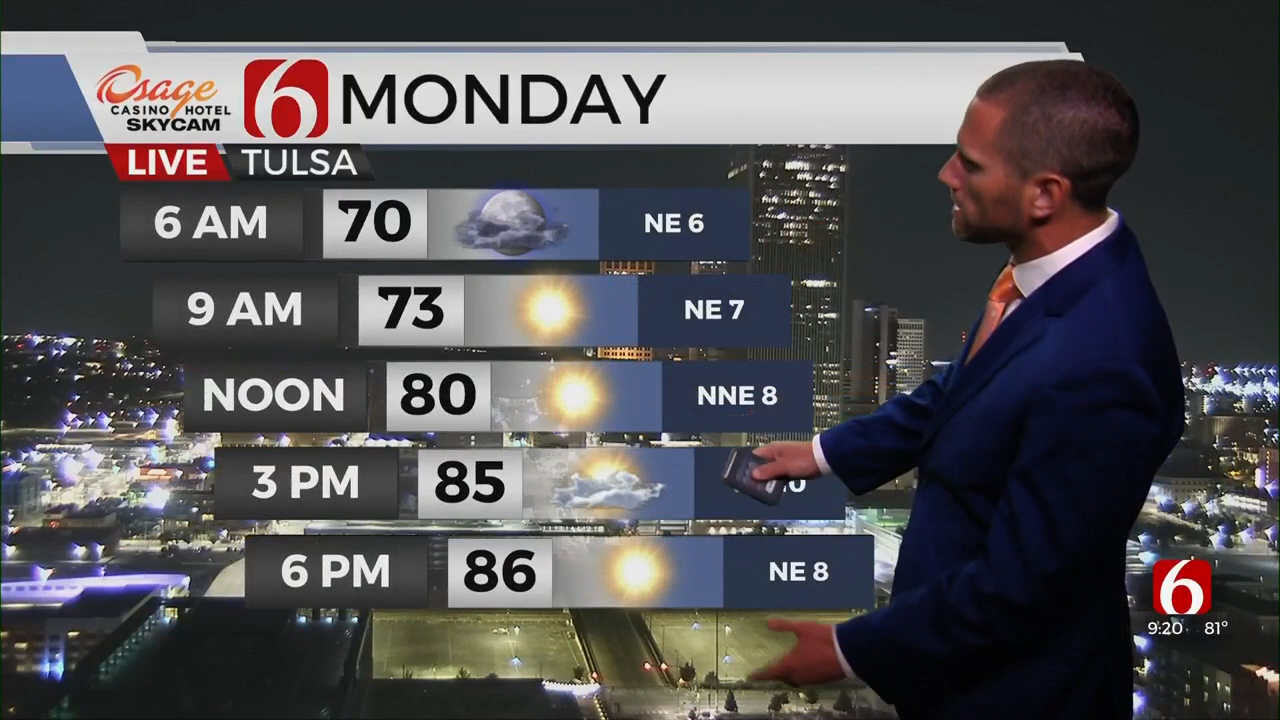 Osage
CASINO HOTEL
SKYCAM
6 MONDAY
LIVE TULSA
6 AM 70 NE 6
9 AM 73 NE 7
NOON 80 NNE 8
3 PM 85
6 PM 86 NE 8
6
9:20 81°